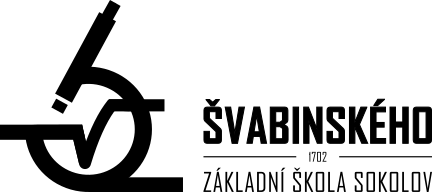 ŠVABINSKÉHO
1702
ZÁKLADNÍ ŠKOLA SOKOLOV